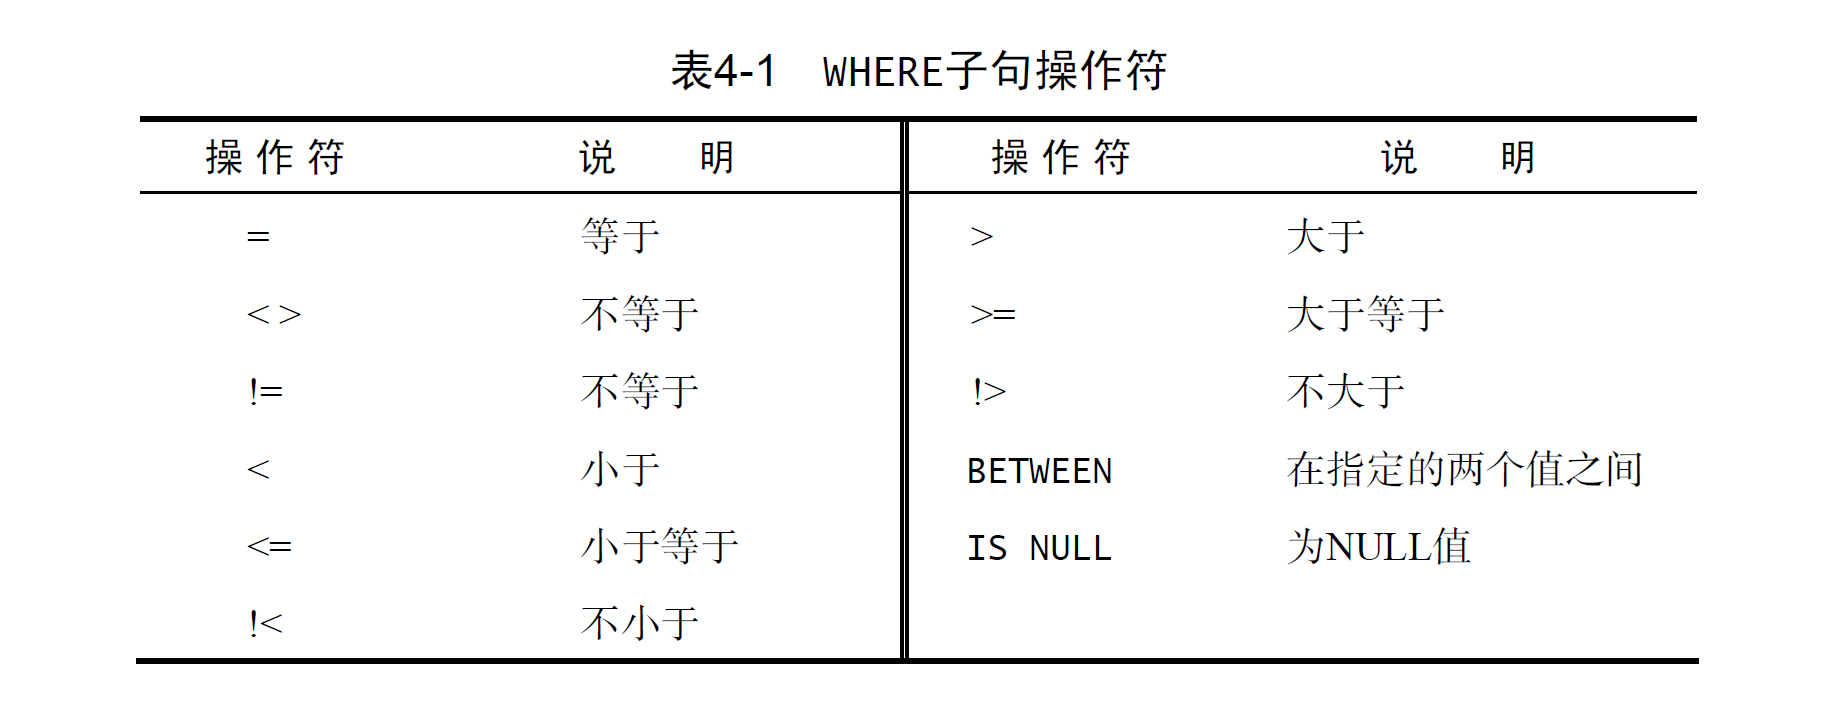 表4-1 WHERE子句操作符
操作符 说 明 操作符 说 明
= 等于 > 大于
< > 不等于 >= 大于等于
!= 不等于 !> 不大于
< 小于 BETWEEN 在指定的两个值之间
<= 小于等于 IS NULL 为NULL值
!< 不小于